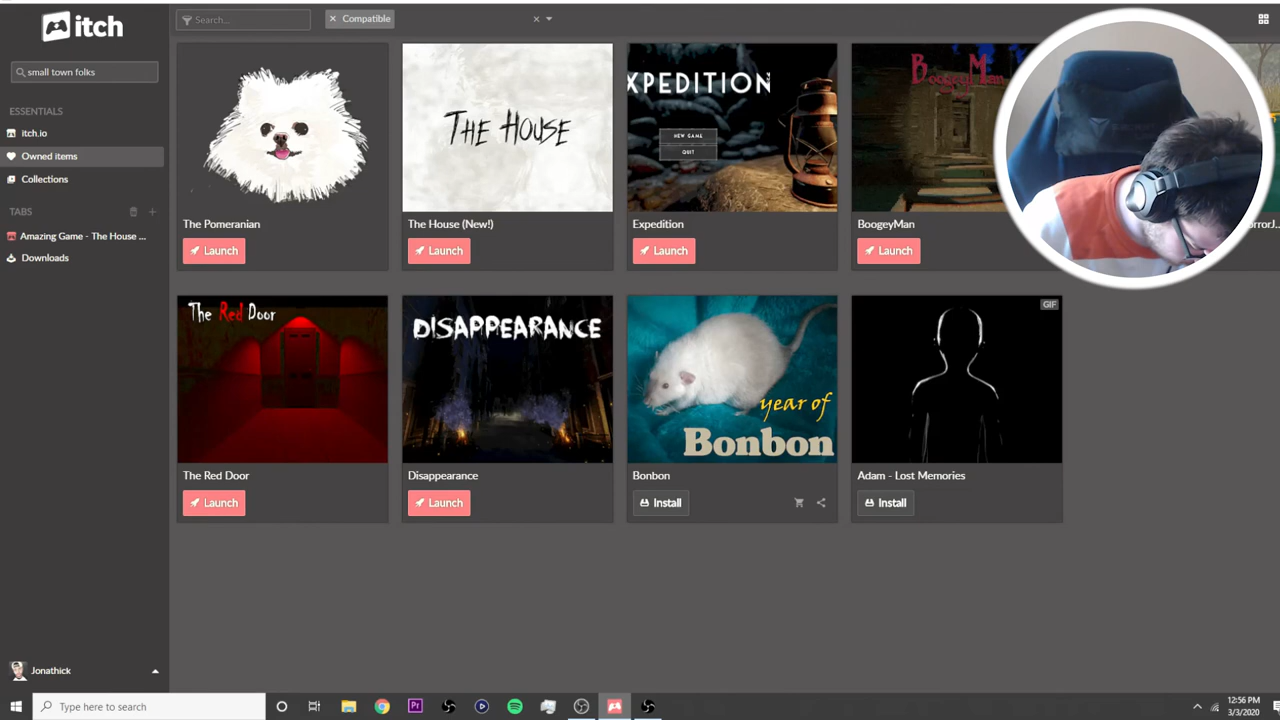 itch
Search...
Compatible
small town folks
ESSENTIALS
itch.io
Owned items
Collections
TABS
Amazing Game - The House ...
Downloads
THE HOUSE
XPEDITION
NEW GAME
QUIT
BoogeyMan
The Pomeranian
The House (New!)
Expedition
BoogeyMan
Launch
Launch
Launch
Launch
The Red Door
DISAPPEARANCE
year of
Bonbon
GIF
The Red Door
Disappearance
Bonbon
Adam - Lost Memories
Launch
Launch
Install
Install
Jonathick
Type here to search
Pr
12:56 PM
3/3/2020